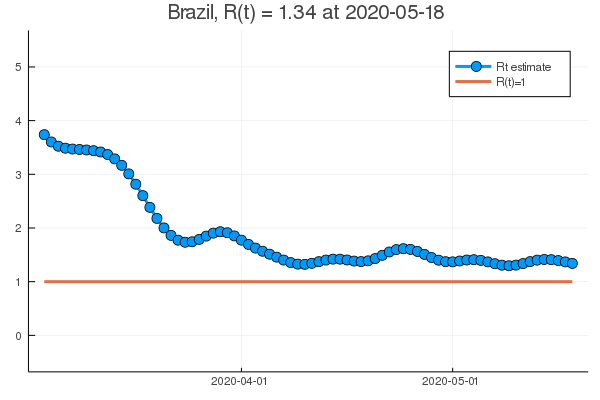 Brazil, R(t) = 1.34 at 2020-05-18
5
4
3
2
1
0
Rt estimate
R(t)=1
2020-04-01
2020-05-01